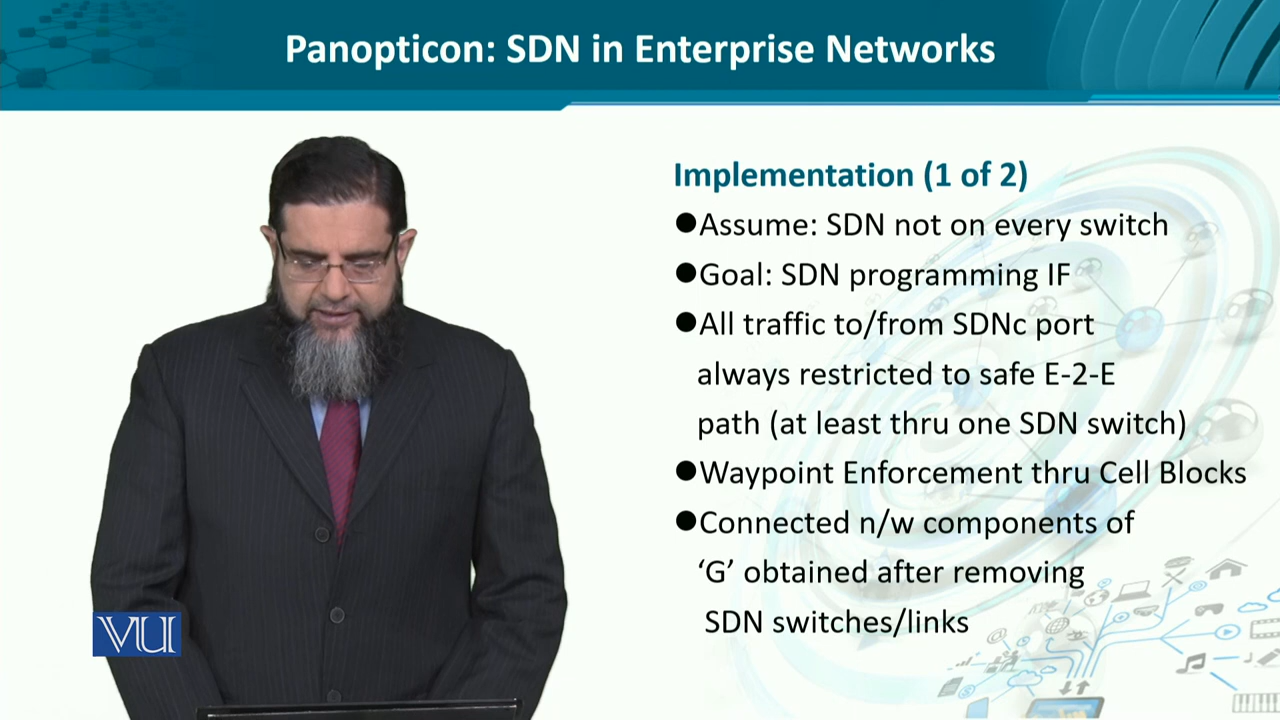 Panopticon: SDN in Enterprise Networks
Implementation (1 of 2)
●Assume: SDN not on every switch
●Goal: SDN programming IF
●All traffic to/from SDNc port
always restricted to safe E-2-E
path (at least thru one SDN switch)
●Waypoint Enforcement thru Cell Blocks
●Connected n/w components of
‘G’ obtained after removing
SDN switches/links
VU